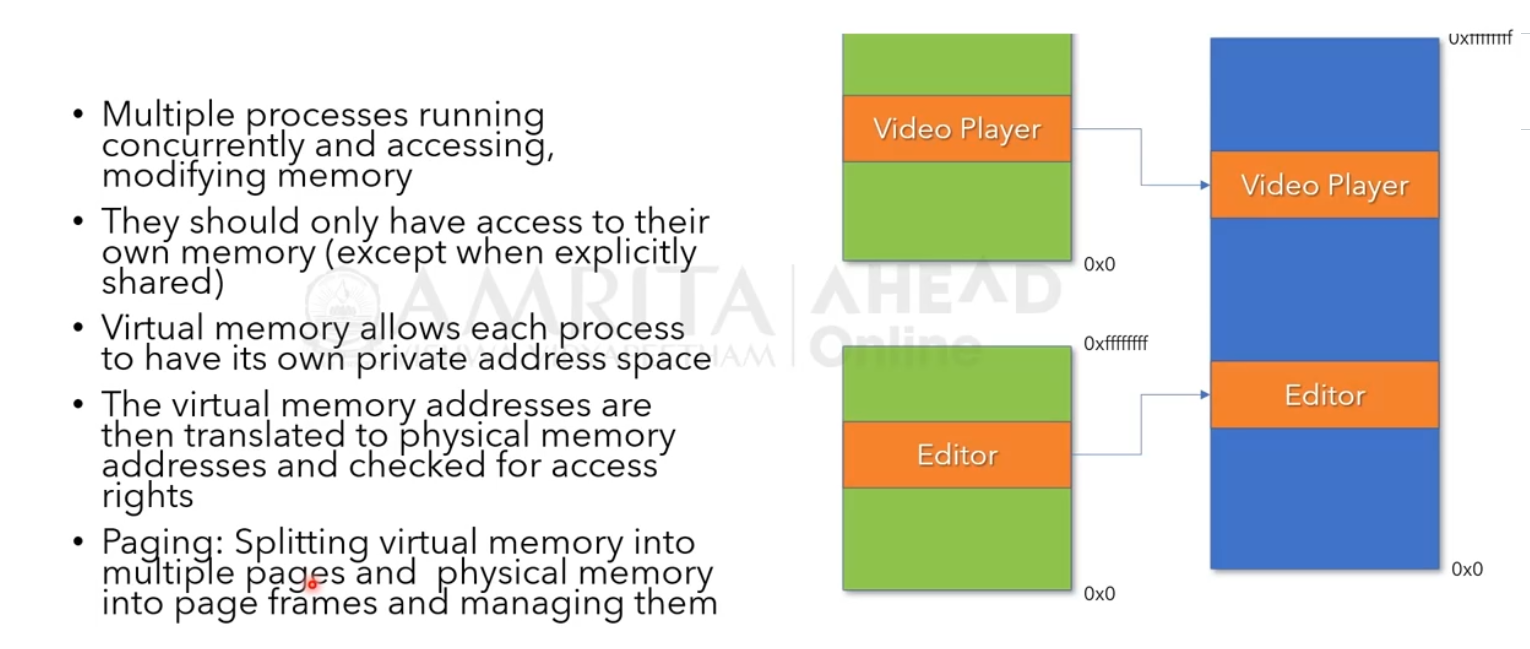 • Multiple processes running
concurrently and accessing,
modifying memory
• They should only have access to their
own memory (except when explicitly
shared)
• Virtual memory allows each process
to have its own private address space
• The virtual memory addresses are
then translated to physical memory
addresses and checked for access
rights
• Paging: Splitting virtual memory into
multiple pages and physical memory
into page frames and managing them
Video Player
0x0
0xffffffff
Editor
0x0
0xffffffff
Video Player
Editor
0x0
AMRITA AHEAD
VISHWA VIDYAPEETHAM Online